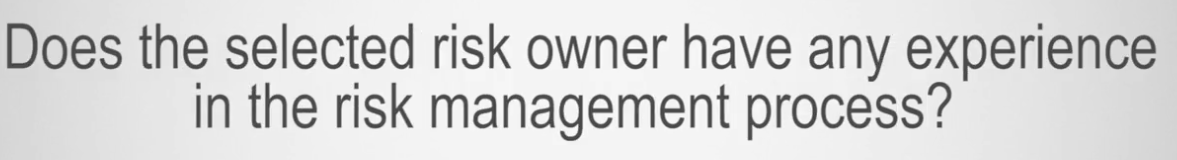 Does the selected risk owner have any experience
in the risk management process?